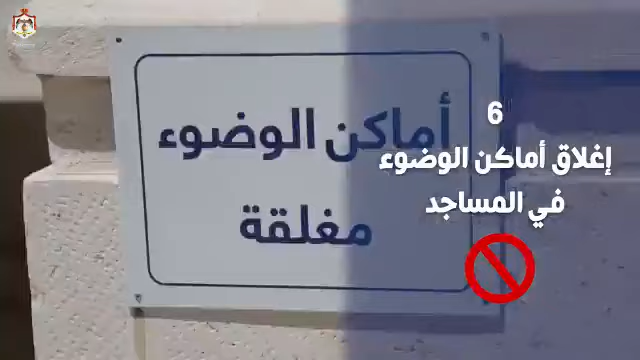 أماكن الوضوء
مغلقة
6
إغلاق أماكن الوضوء
في المساجد